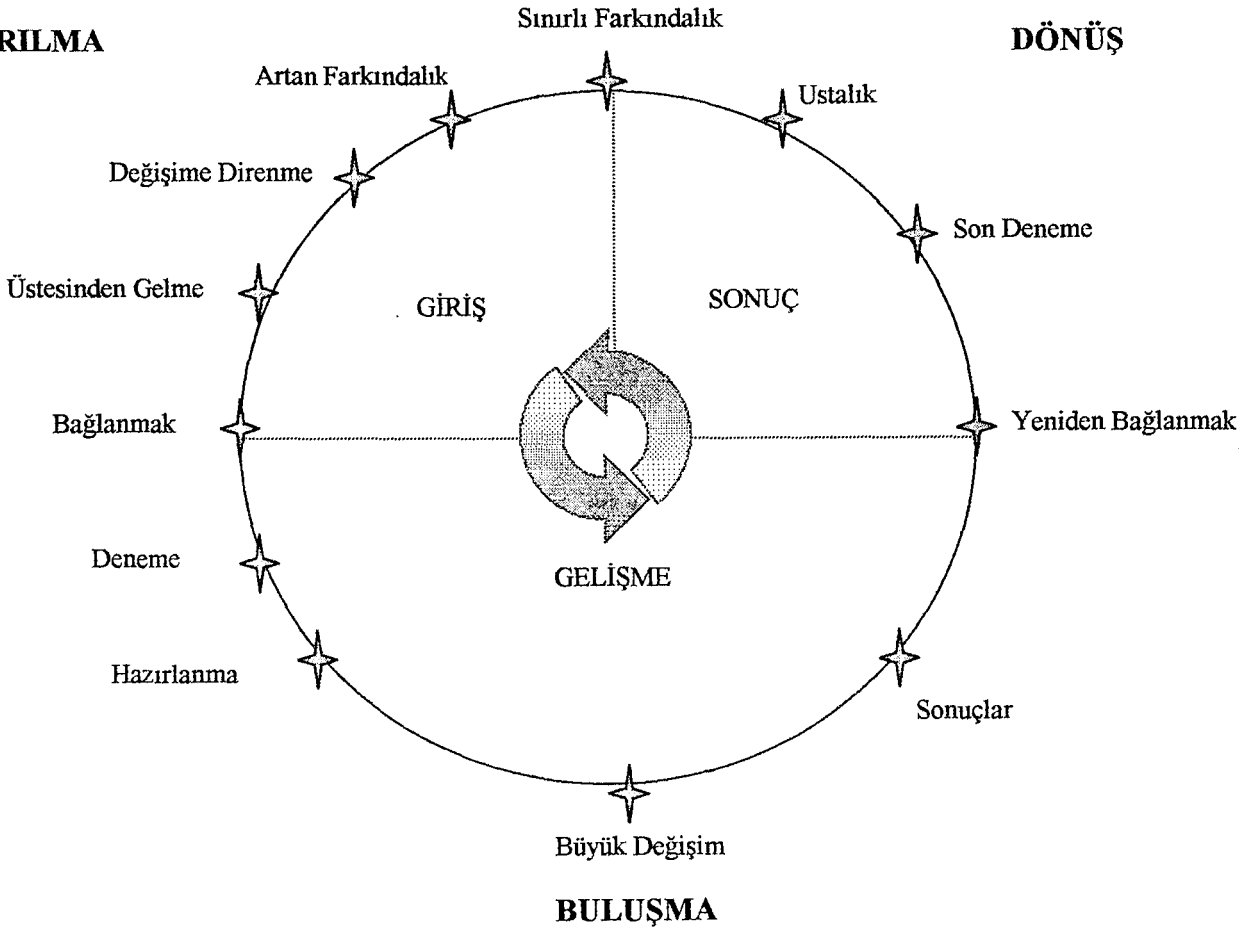 Sınırlı Farkındalık
RILMA
DÖNÜŞ
Artan Farkındalık
Ustalık
Değişime Direnme
Son Deneme
Üstesinden Gelme
GİRİŞ
SONUÇ
Bağlanmak
Yeniden Bağlanmak
Deneme
GELİŞME
Hazırlanma
Sonuçlar
Büyük Değişim
BULUŞMA